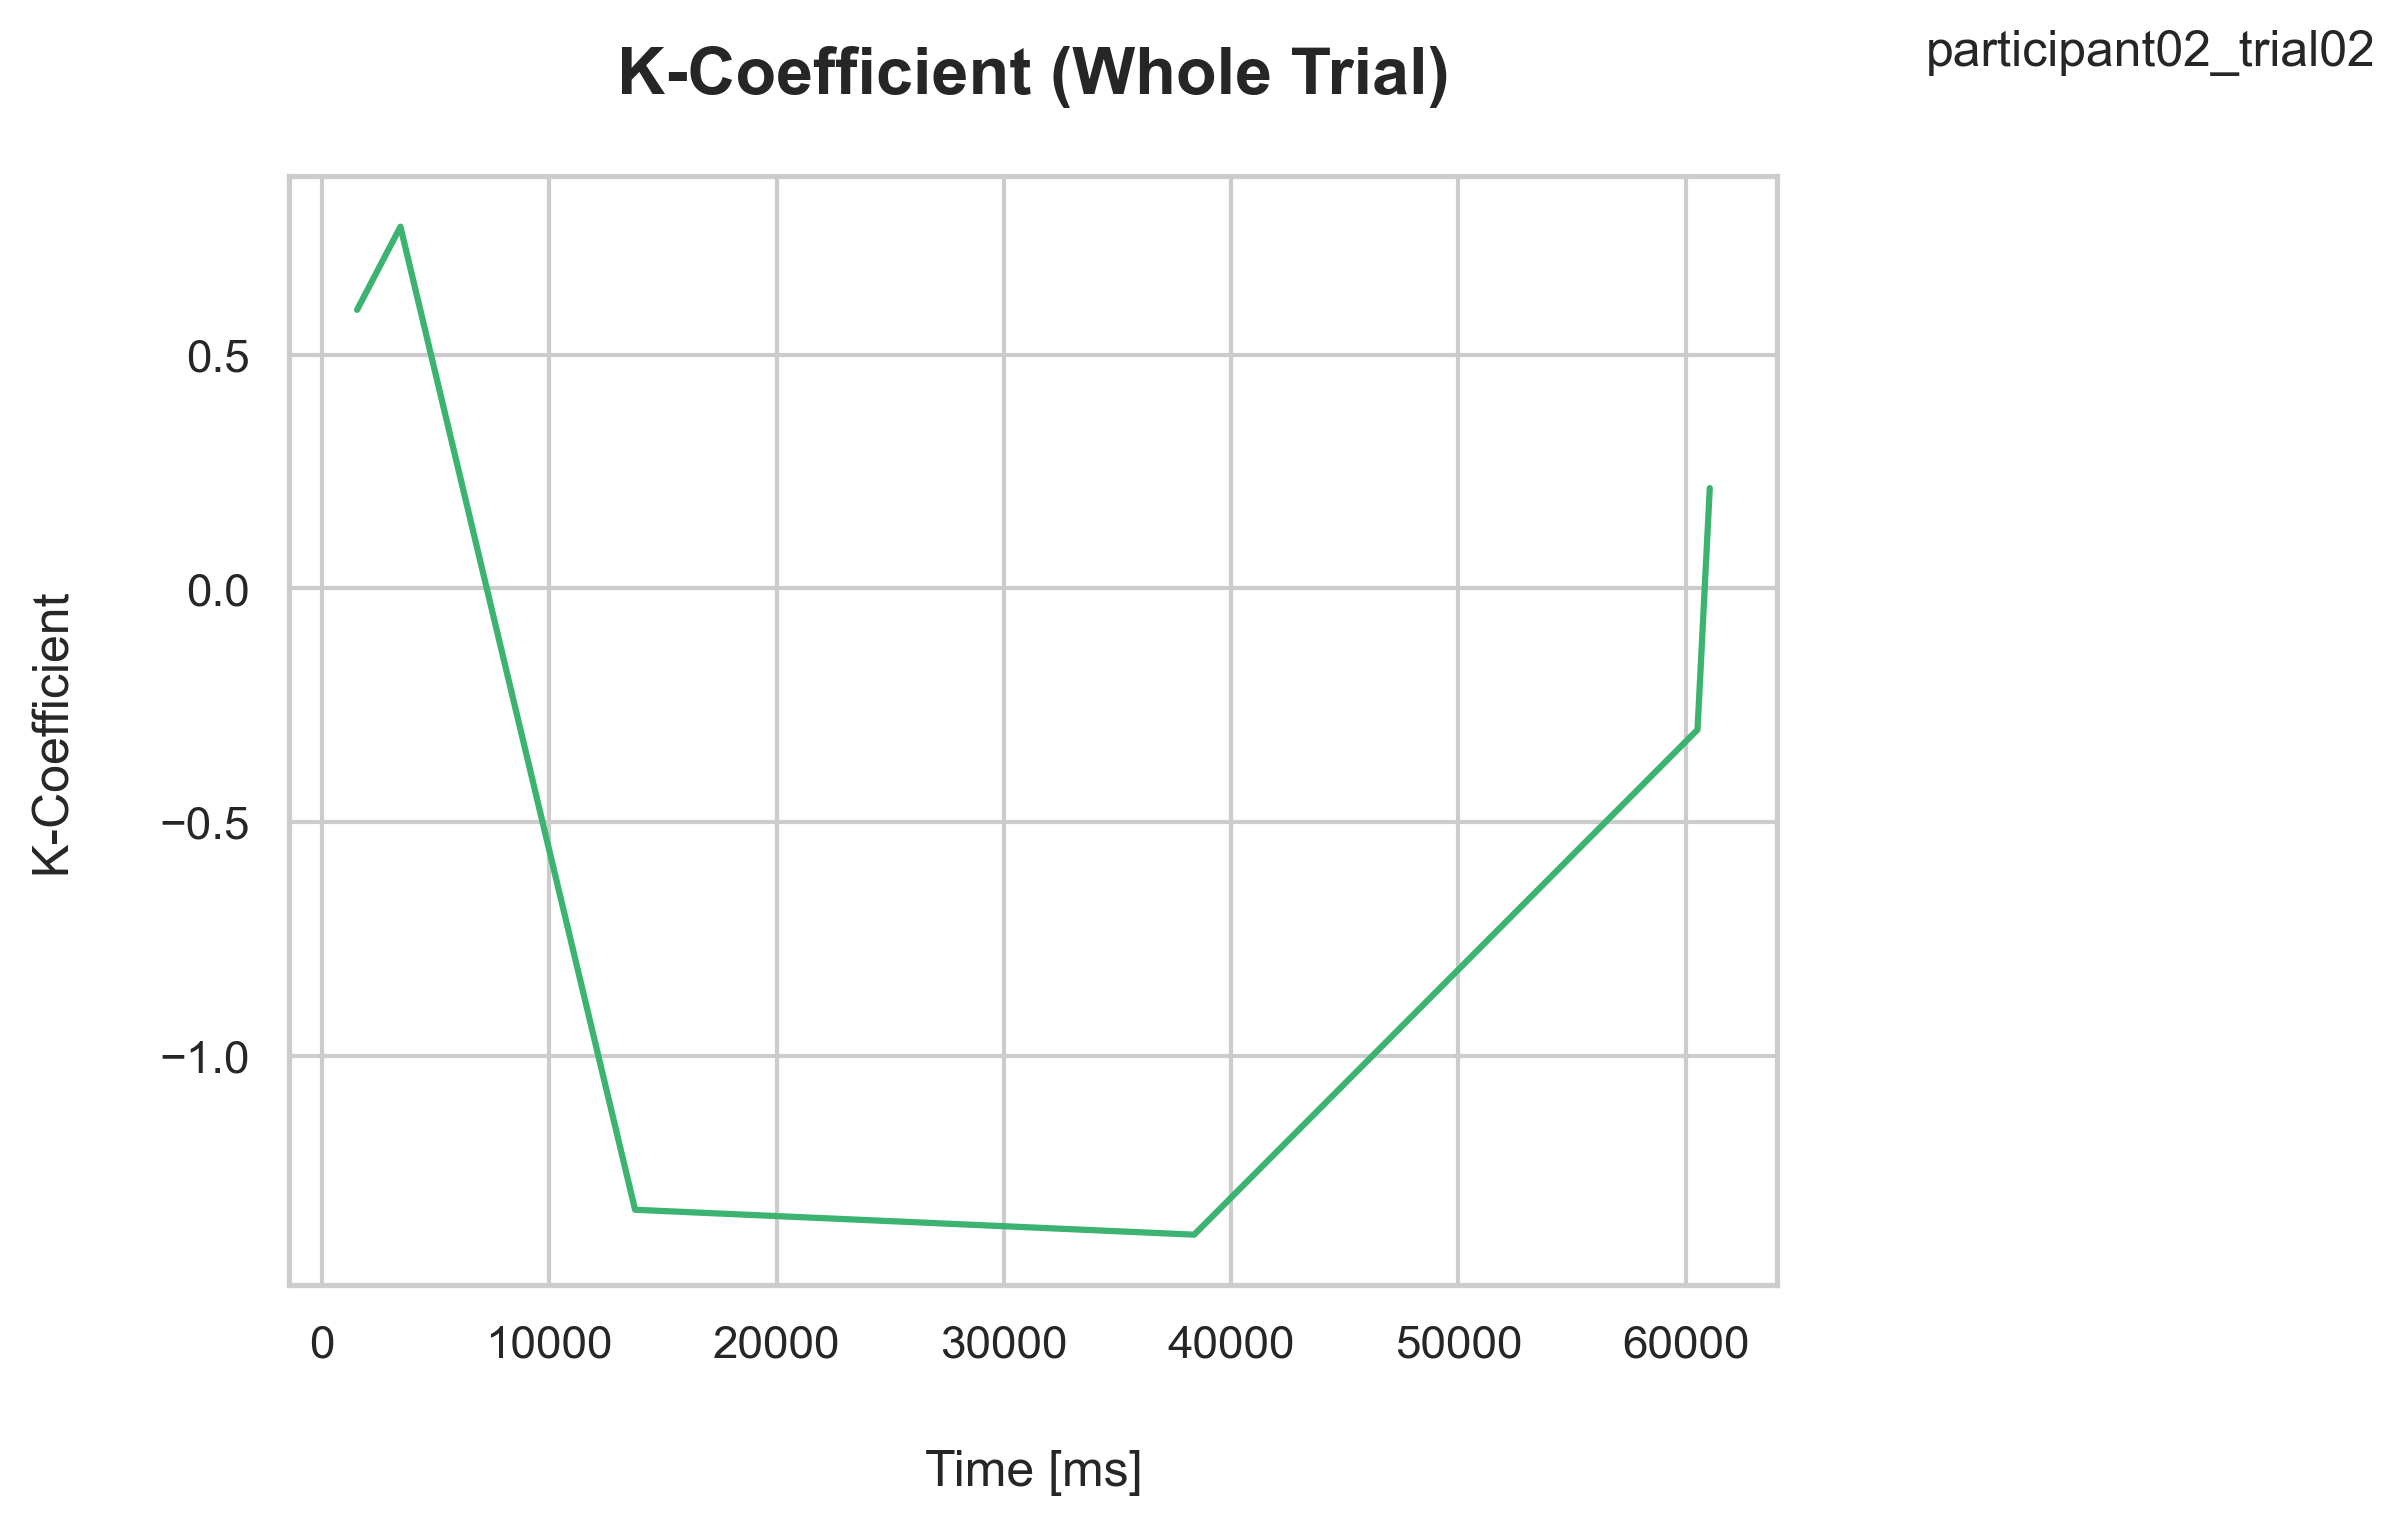 participant02_trial02
K-Coefficient (Whole Trial)
K-Coefficient
0.5
0.0
−0.5
−1.0
0 10000 20000 30000 40000 50000 60000
Time [ms]